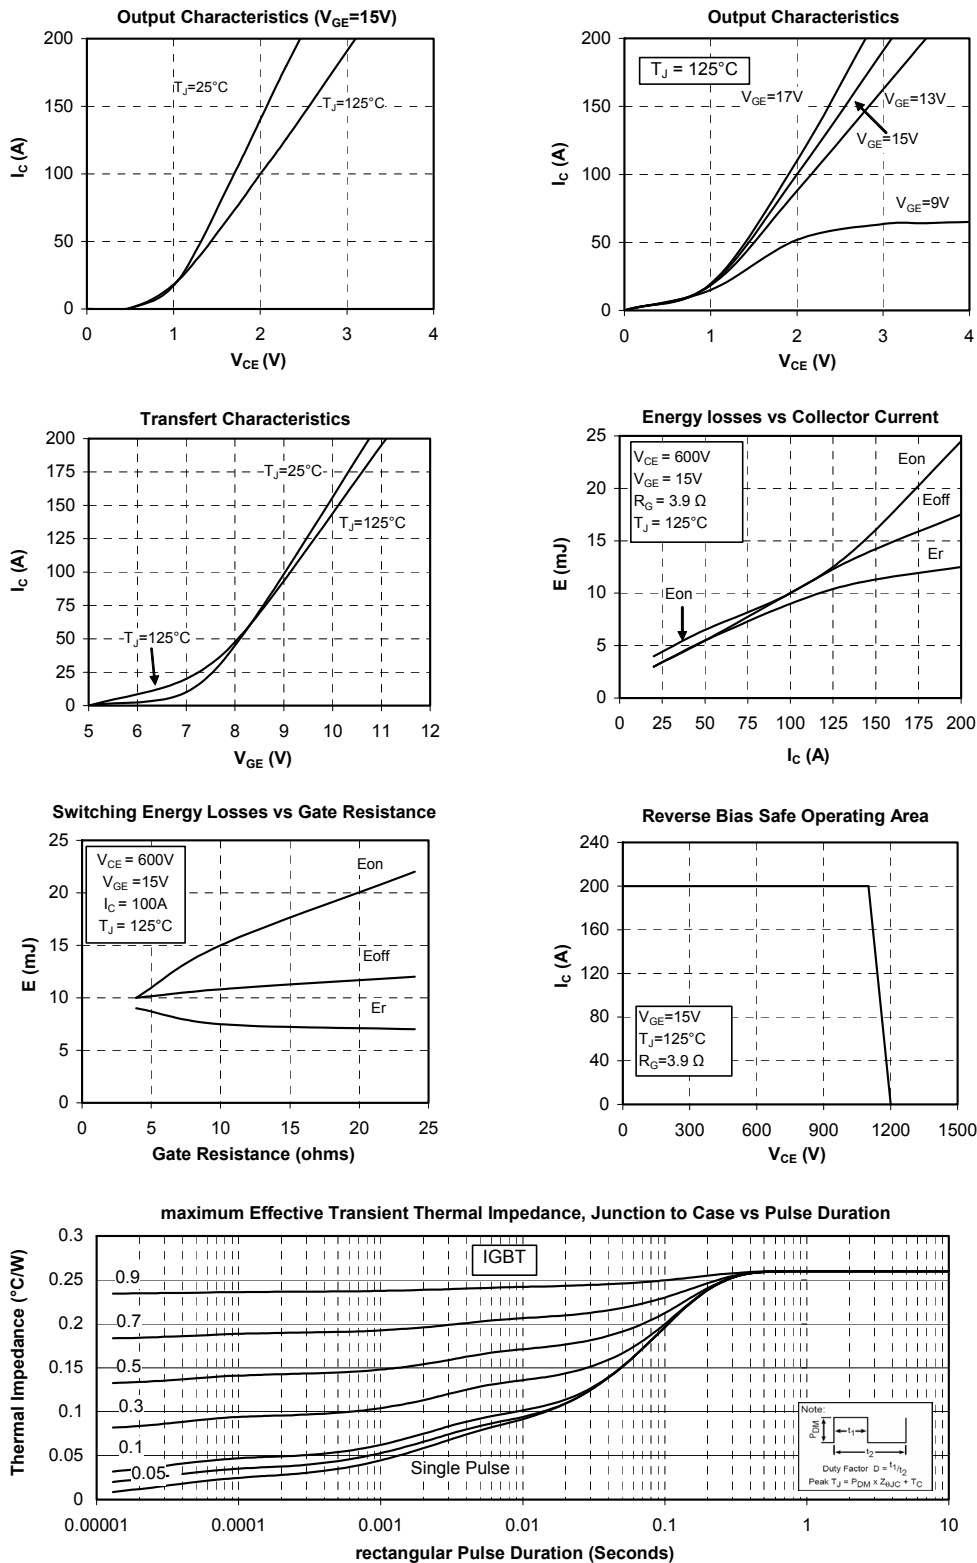 Output Characteristics (VGE=15V)
200
150
100
50
0
0 1 2 3 4
IC (A)
VCE (V)
TJ=25°C
TJ=125°C
Output Characteristics
200
150
100
50
0
0 1 2 3 4
IC (A)
VCE (V)
TJ = 125°C
VGE=17V
VGE=13V
VGE=15V
VGE=9V
Transfert Characteristics
200
175
150
125
100
75
50
25
0
5 6 7 8 9 10 11 12
IC (A)
VGE (V)
TJ=25°C
TJ=125°C
TJ=125°C
Energy losses vs Collector Current
25
20
15
10
5
0
0 25 50 75 100 125 150 175 200
E (mJ)
IC (A)
VCE = 600V
VGE = 15V
RG = 3.9 Ω
TJ = 125°C
Eon
Eoff
Er
Eon
Switching Energy Losses vs Gate Resistance
25
20
15
10
5
0
0 5 10 15 20 25
E (mJ)
Gate Resistance (ohms)
VCE = 600V
VGE =15V
IC = 100A
TJ = 125°C
Eon
Eoff
Er
Reverse Bias Safe Operating Area
240
200
160
120
80
40
0
0 300 600 900 1200 1500
IC (A)
VCE (V)
VGE=15V
TJ=125°C
RG=3.9 Ω
maximum Effective Transient Thermal Impedance, Junction to Case vs Pulse Duration
0.3
0.25
0.2
0.15
0.1
0.05
0
0.00001 0.0001 0.001 0.01 0.1 1 10
Thermal Impedance (°C/W)
rectangular Pulse Duration (Seconds)
IGBT
0.9
0.7
0.5
0.3
0.1
0.05
Single Pulse
Note:
PDM
t1
t2
Duty Factor D = t1/t2
Peak TJ = PDM x ZθJC + TC